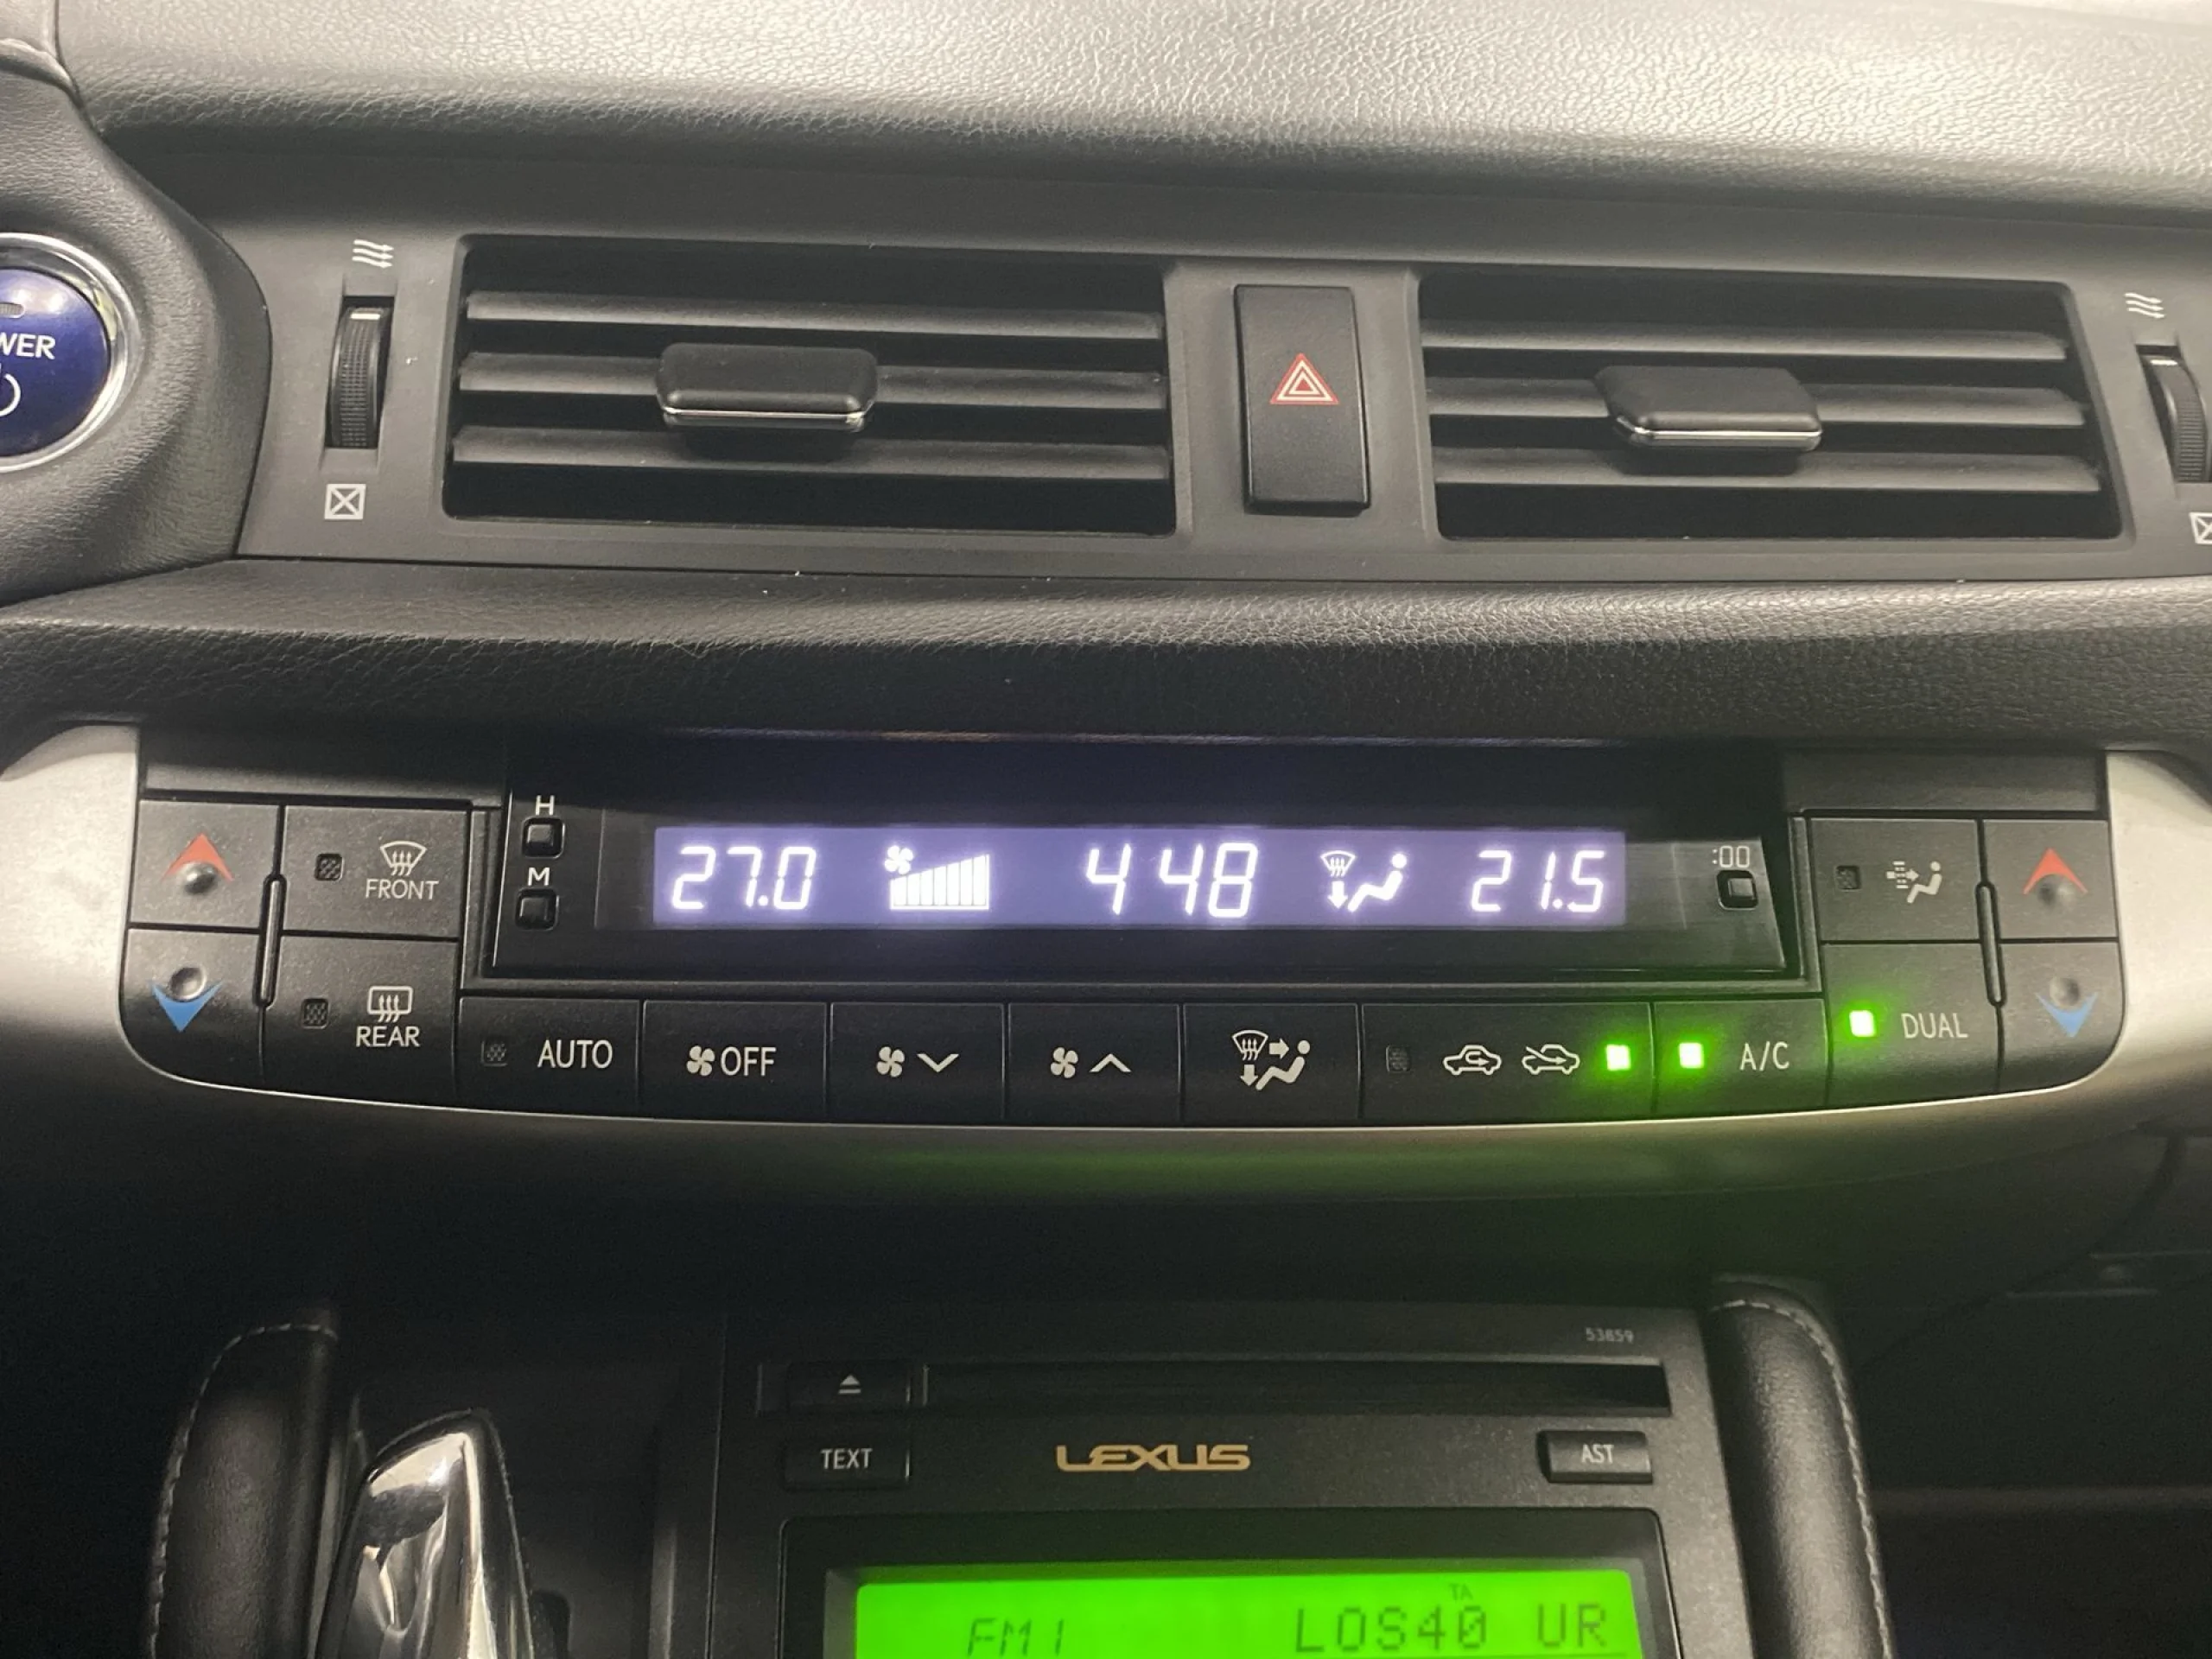 WER
H
M
27.0 4 48 21.5
:00
FRONT
REAR
AUTO
OFF
A/C
DUAL
53859
TEXT
LEXUS
AST
TA
FM1 LOS40 UR